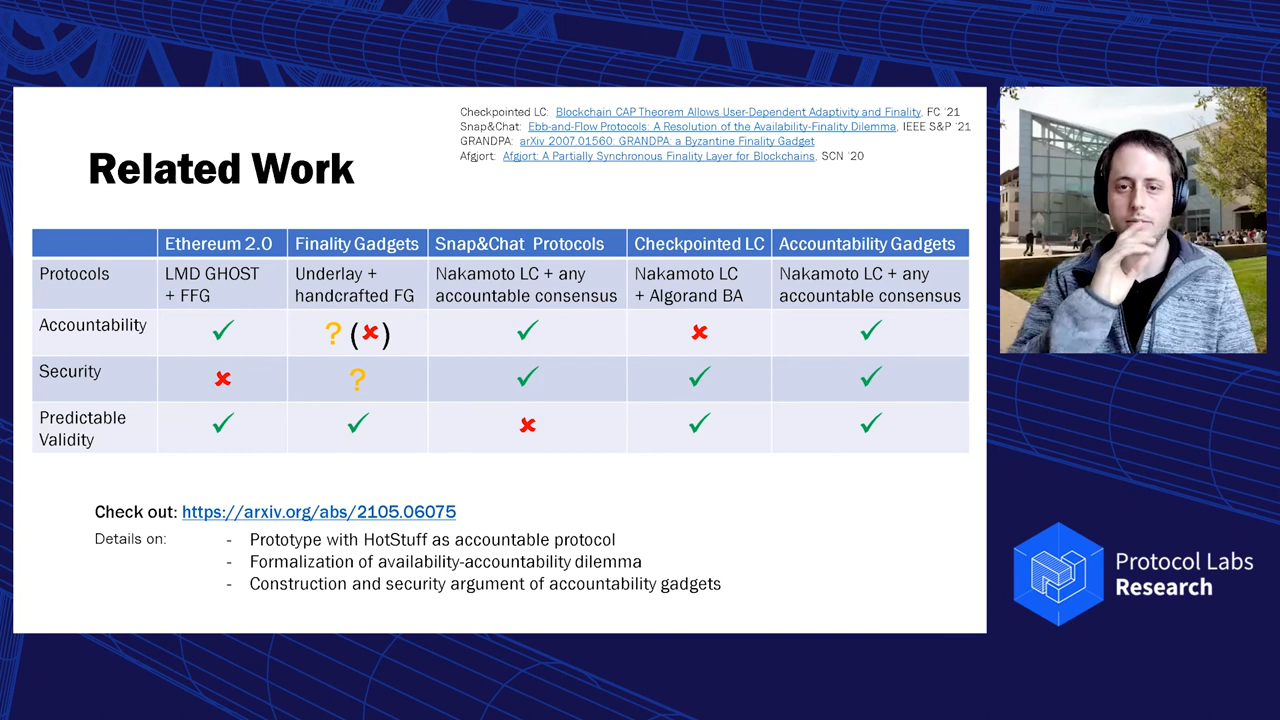 Checkpointed LC: Blockchain CAP Theorem Allows User-Dependent Adaptivity and Finality, FC '21
Snap&Chat: Ebb-and-Flow Protocols: A Resolution of the Availability-Finality Dilemma, IEEE S&P '21
GRANDPA: arXiv 2007.01560: GRANDPA: a Byzantine Finality Gadget
Afgjort: Afgjort: A Partially Synchronous Finality Layer for Blockchains, SCN '20
Related Work
Ethereum 2.0 Finality Gadgets Snap&Chat Protocols Checkpointed LC Accountability Gadgets
Protocols LMD GHOST Underlay + Nakamoto LC + any Nakamoto LC Nakamoto LC + any
+ FFG handcrafted FG accountable consensus + Algorand BA accountable consensus
Accountability ✓ ? (✘) ✓ ✘ ✓
Security ✘ ? ✓ ✓ ✓
Predictable ✓ ✓ ✘ ✓ ✓
Validity
Check out: https://arxiv.org/abs/2105.06075
Details on: - Prototype with HotStuff as accountable protocol
- Formalization of availability-accountability dilemma
- Construction and security argument of accountability gadgets
Protocol Labs
Research